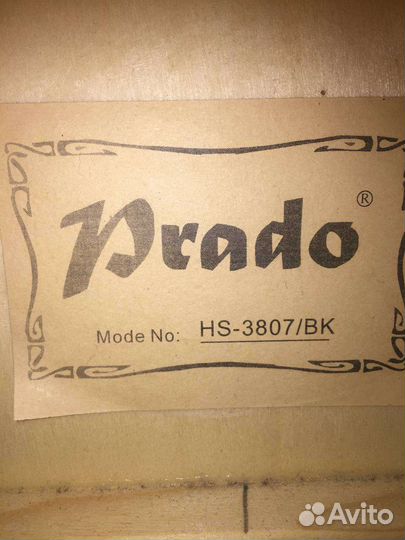 Prado®
Mode No: HS-3807/BK
Avito